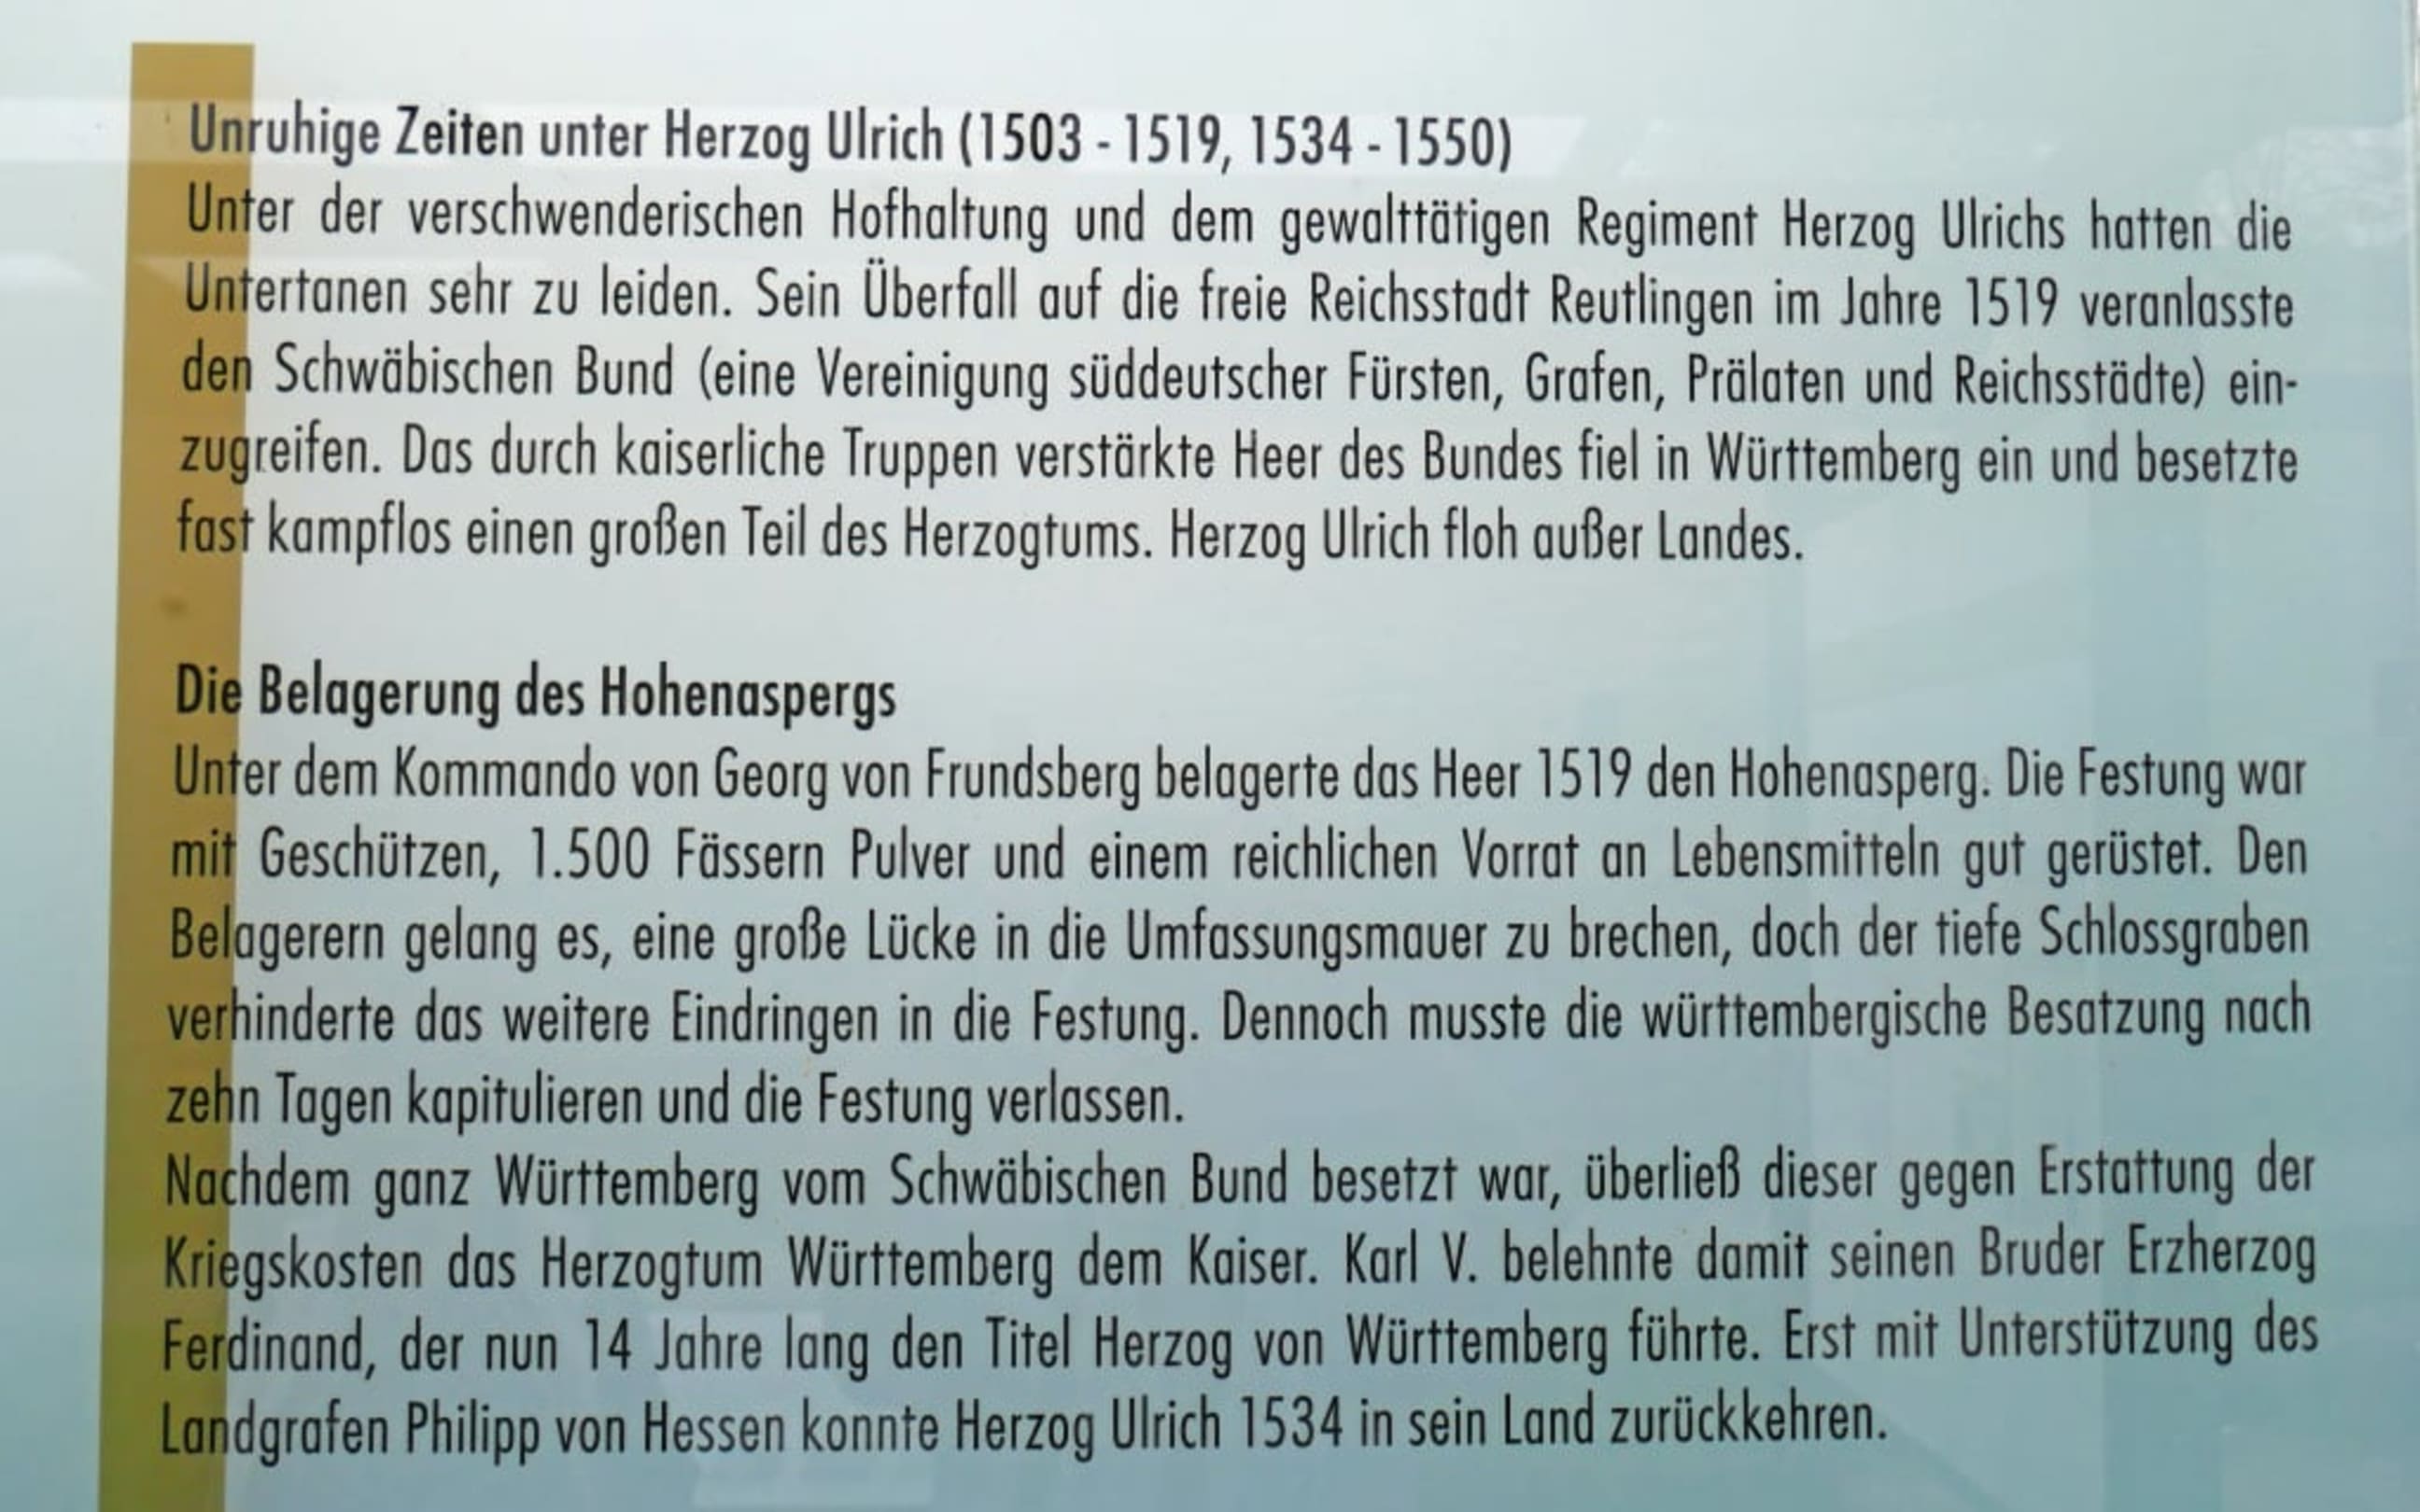 Unruhige Zeiten unter Herzog Ulrich (1503 - 1519, 1534 - 1550)
Unter der verschwenderischen Hofhaltung und dem gewalttätigen Regiment Herzog Ulrichs hatten die
Untertanen sehr zu leiden. Sein Überfall auf die freie Reichsstadt Reutlingen im Jahre 1519 veranlasste
den Schwäbischen Bund (eine Vereinigung süddeutscher Fürsten, Grafen, Prälaten und Reichsstädte) ein-
zugreifen. Das durch kaiserliche Truppen verstärkte Heer des Bundes fiel in Württemberg ein und besetzte
fast kampflos einen großen Teil des Herzogtums. Herzog Ulrich floh außer Landes.
Die Belagerung des Hohenaspergs
Unter dem Kommando von Georg von Frundsberg belagerte das Heer 1519 den Hohenasperg. Die Festung war
mit Geschützen, 1.500 Fässern Pulver und einem reichlichen Vorrat an Lebensmitteln gut gerüstet. Den
Belagerern gelang es, eine große Lücke in die Umfassungsmauer zu brechen, doch der tiefe Schlossgraben
verhinderte das weitere Eindringen in die Festung. Dennoch musste die württembergische Besatzung nach
zehn Tagen kapitulieren und die Festung verlassen.
Nachdem ganz Württemberg vom Schwäbischen Bund besetzt war, überließ dieser gegen Erstattung der
Kriegskosten das Herzogtum Württemberg dem Kaiser. Karl V. belehnte damit seinen Bruder Erzherzog
Ferdinand, der nun 14 Jahre lang den Titel Herzog von Württemberg führte. Erst mit Unterstützung des
Landgrafen Philipp von Hessen konnte Herzog Ulrich 1534 in sein Land zurückkehren.